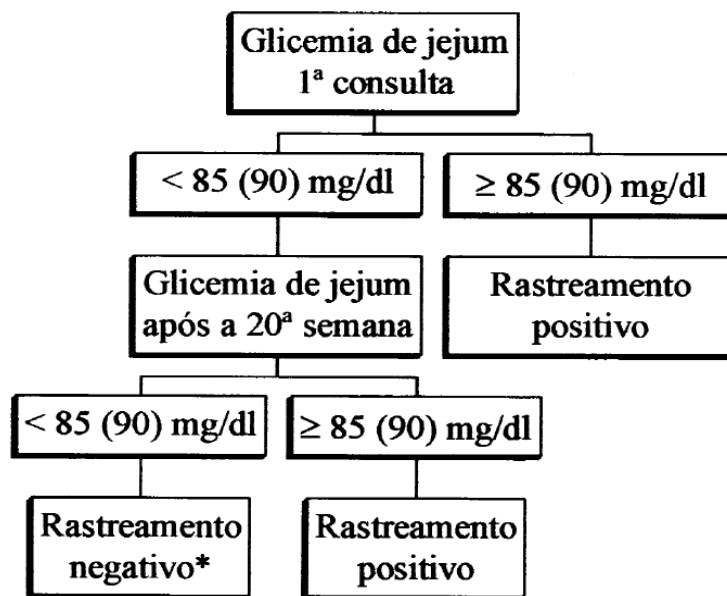 Glicemia de jejum
1ª consulta
< 85 (90) mg/dl
≥ 85 (90) mg/dl
Glicemia de jejum
após a 20ª semana
Rastreamento
positivo
< 85 (90) mg/dl
≥ 85 (90) mg/dl
Rastreamento
negativo*
Rastreamento
positivo